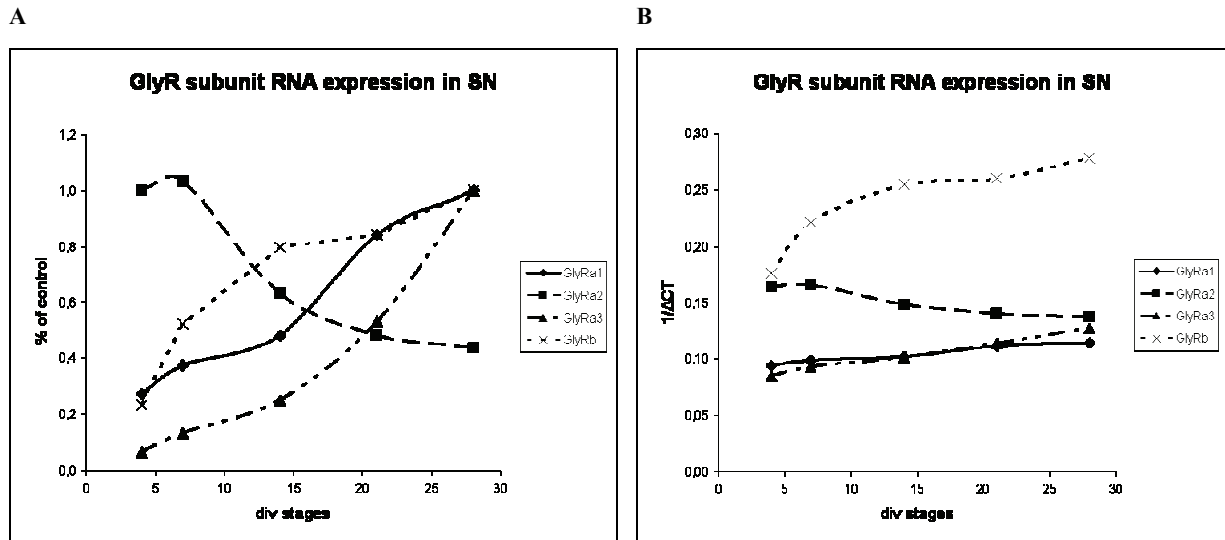 A
GlyR subunit RNA expression in SN
% of control
1,2
1,0
0,8
0,6
0,4
0,2
0,0
0
5
10
15
20
25
30
div stages
GlyRa1
GlyRa2
GlyRa3
GlyRb
B
GlyR subunit RNA expression in SN
1/ΔCT
0,30
0,25
0,20
0,15
0,10
0,05
0,00
0
5
10
15
20
25
30
div stages
GlyRa1
GlyRa2
GlyRa3
GlyRb